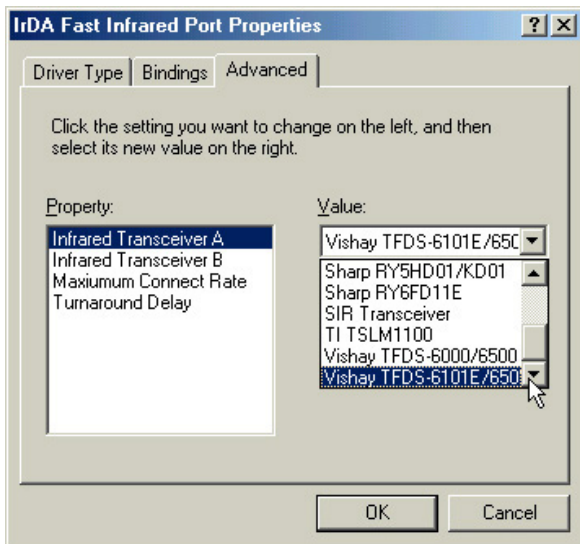 IrDA Fast Infrared Port Properties
Driver Type
Bindings
Advanced
Click the setting you want to change on the left, and then
select its new value on the right.
Property:
Infrared Transceiver A
Infrared Transceiver B
Maxiumum Connect Rate
Turnaround Delay
Value:
Vishay TFDS-6101E/650
Sharp RY5HD01/KD01
Sharp RY6FD11E
SIR Transceiver
TI TSLM1100
Vishay TFDS-6000/6500
Vishay TFDS-6101E/650
OK
Cancel